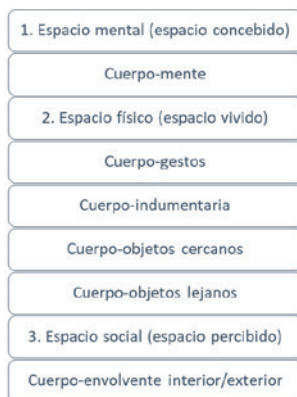 1. Espacio mental (espacio concebido)
Cuerpo-mente
2. Espacio físico (espacio vivido)
Cuerpo-gestos
Cuerpo-indumentaria
Cuerpo-objetos cercanos
Cuerpo-objetos lejanos
3. Espacio social (espacio percibido)
Cuerpo-envolvente interior/exterior